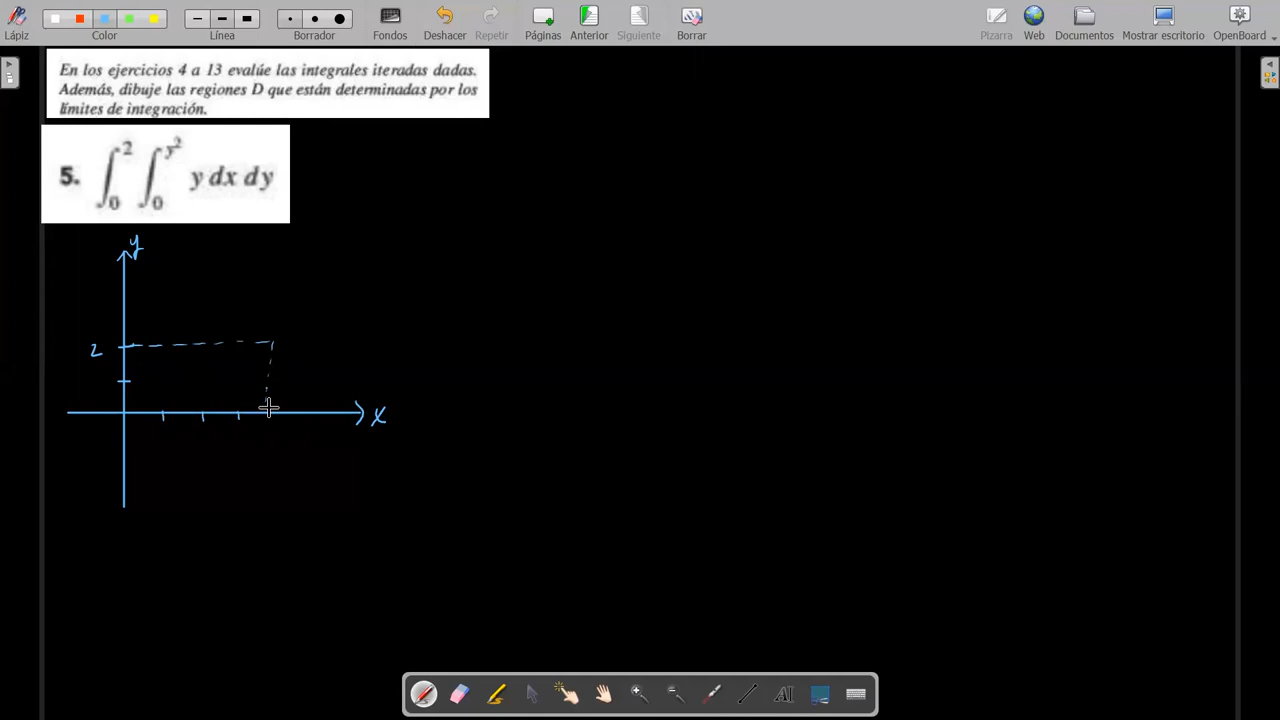 Lápiz
Color
Línea
Borrador
Fondos
Deshacer
Repetir
Páginas
Anterior
Siguiente
Borrar
Pizarra
Web
Documentos
Mostrar escritorio
OpenBoard
En los ejercicios 4 a 13 evalúe las integrales iteradas dadas.
Además, dibuje las regiones D que están determinadas por los
límites de integración.
5. ∫₀² ∫₀^{y²} y dx dy
y
2
x
AI